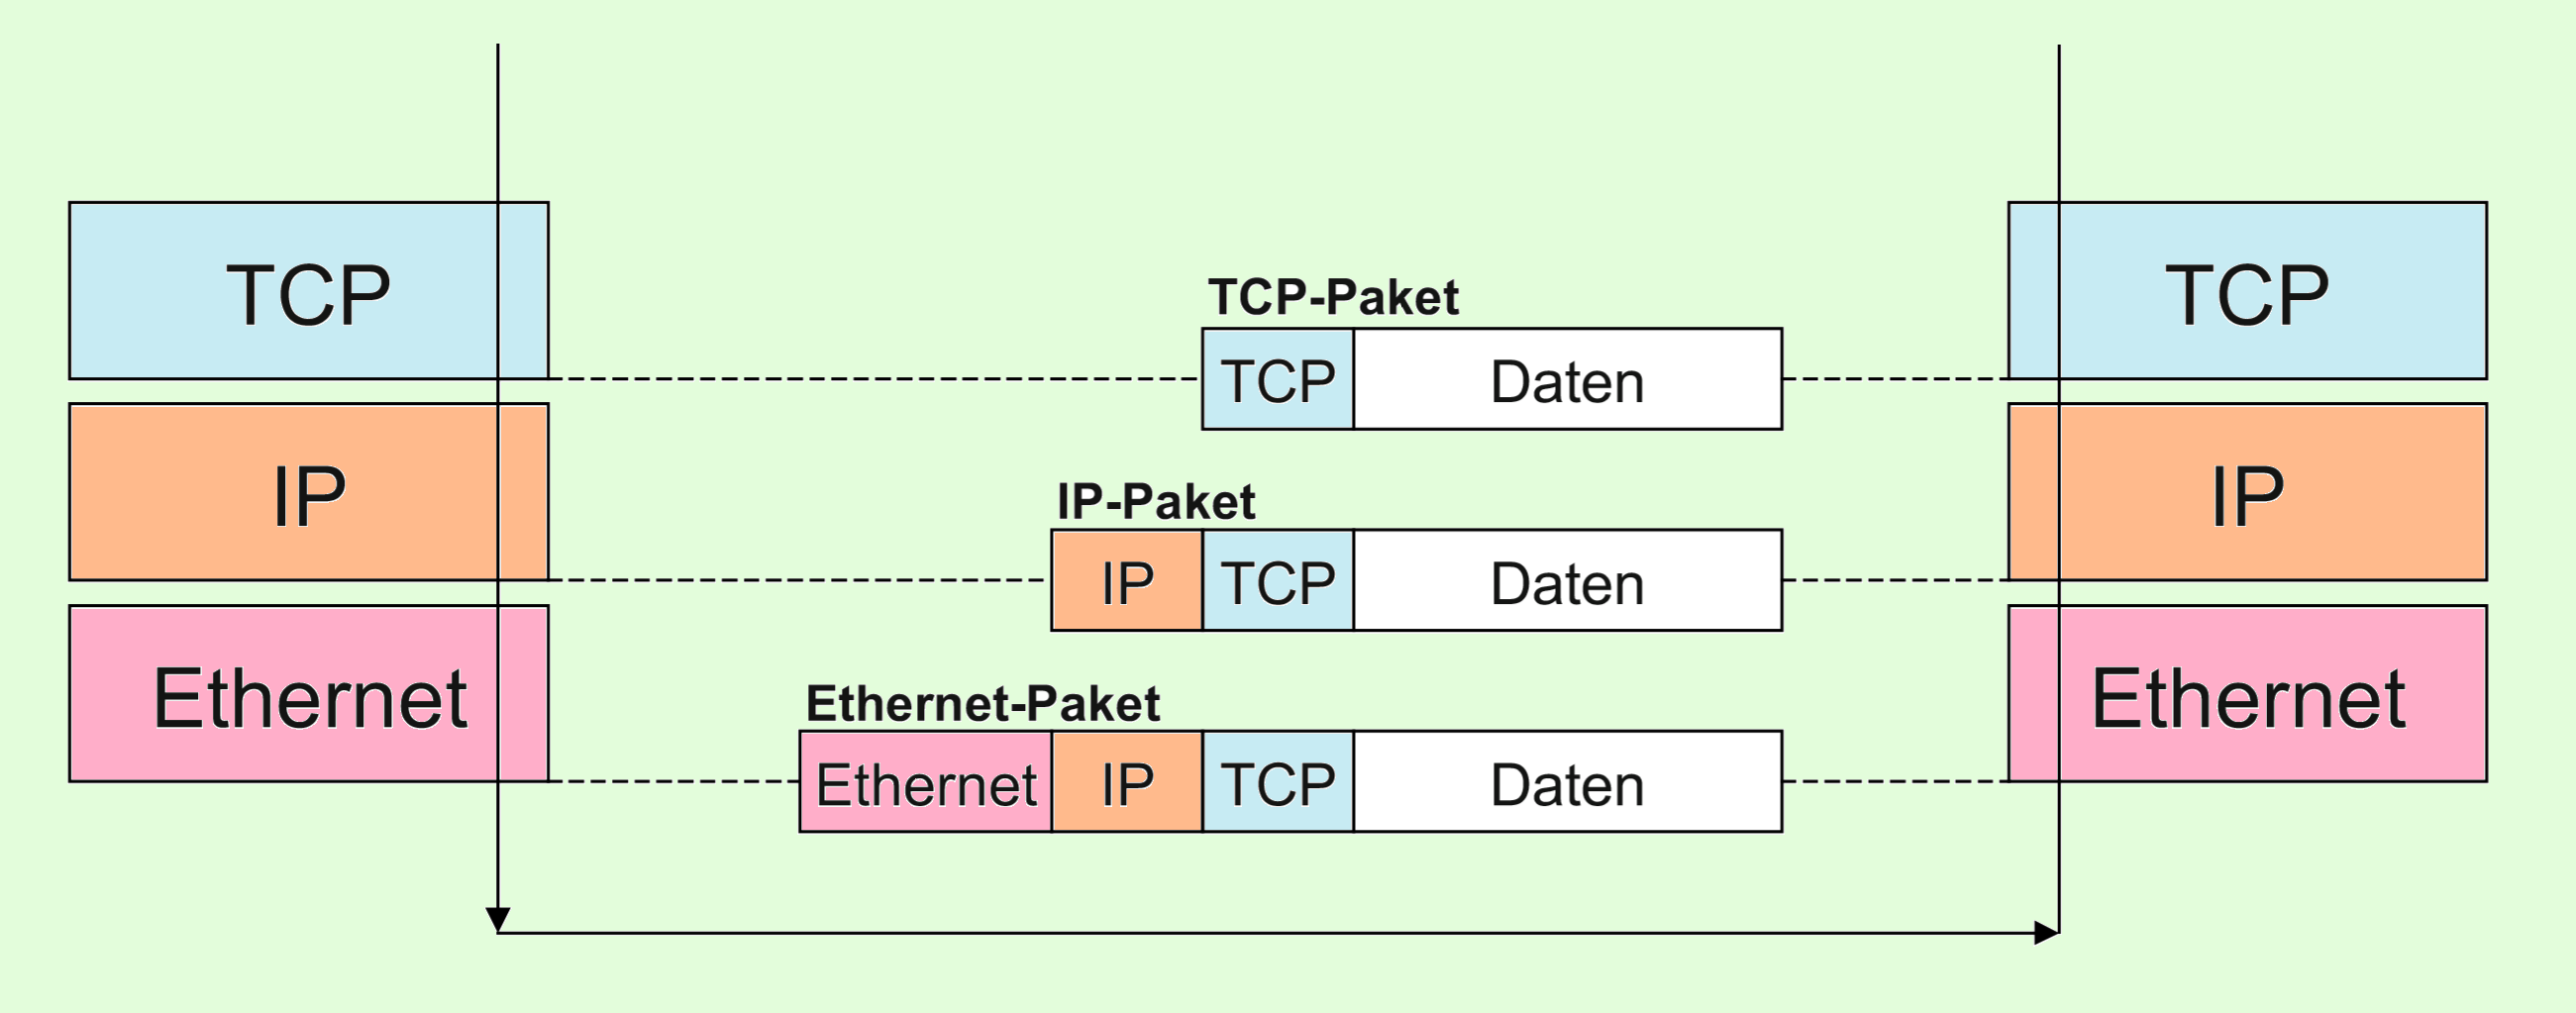 TCP
IP
Ethernet
TCP-Paket
TCP Daten
IP-Paket
IP TCP Daten
Ethernet-Paket
Ethernet IP TCP Daten
TCP
IP
Ethernet